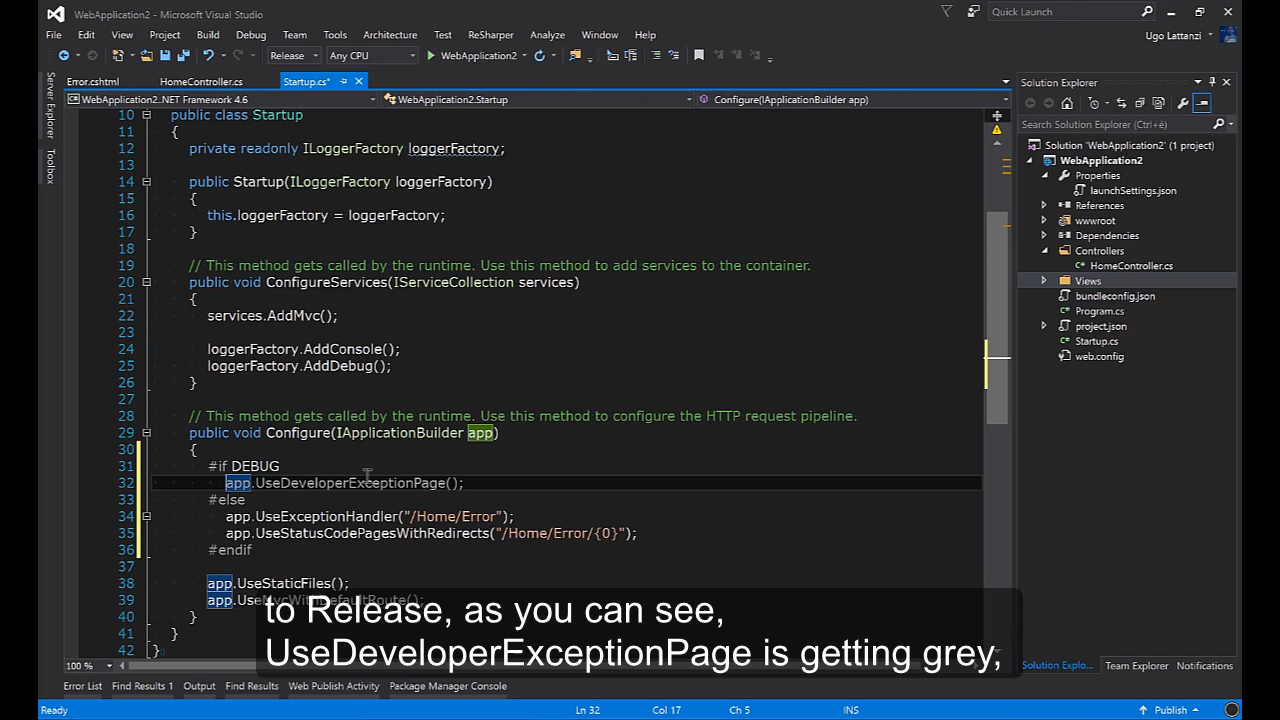 WebApplication2 - Microsoft Visual Studio
Quick Launch
File Edit View Project Build Debug Team Tools ReSharper Analyze Window Help
Test
Ugo Lattanzi
Release Any CPU WebApplication2
Server Explorer
Toolbox
Error.cshtml HomeController.cs Startup.cs*
WebApplication2..NET Framework 4.6 WebApplication2.Startup Configure(IApplicationBuilder app)
10 public class Startup
11 {
12 private readonly ILoggerFactory loggerFactory;
13
14 public Startup(ILoggerFactory loggerFactory)
15 {
16 this.loggerFactory = loggerFactory;
17 }
18
19 // This method gets called by the runtime. Use this method to add services to the container.
20 public void ConfigureServices(IServiceCollection services)
21 {
22 services.AddMvc();
23
24 loggerFactory.AddConsole();
25 loggerFactory.AddDebug();
26 }
27
28 // This method gets called by the runtime. Use this method to configure the HTTP request pipeline.
29 public void Configure(IApplicationBuilder app)
30 {
31 #if DEBUG
32 app.UseDeveloperExceptionPage();
33 #else
34 app.UseExceptionHandler("/Home/Error");
35 app.UseStatusCodePagesWithRedirects("/Home/Error/{0}");
36 #endif
37
38 app.UseStaticFiles();
39 app.UseMvcWithDefaultRoute();
40 }
41 }
42 }
100 %
Solution Explorer
Search Solution Explorer (Ctrl+è)
Solution 'WebApplication2' (1 project)
WebApplication2
Properties
launchSettings.json
References
wwwroot
Dependencies
Controllers
HomeController.cs
Views
bundleconfig.json
Program.cs
project.json
Startup.cs
web.config
Solution Explo... Team Explorer Notifications
to Release, as you can see,
UseDeveloperExceptionPage is getting grey,
Error List Find Results 1 Output Find Results Web Publish Activity Package Manager Console
Ready Ln 32 Col 17 Ch 5 INS Publish